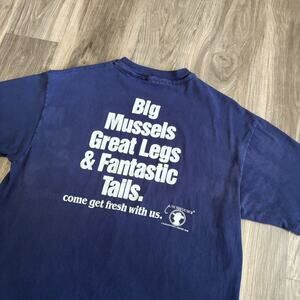 Big
Mussels
Great Legs
& Fantastic
Tails.
come get fresh with us.